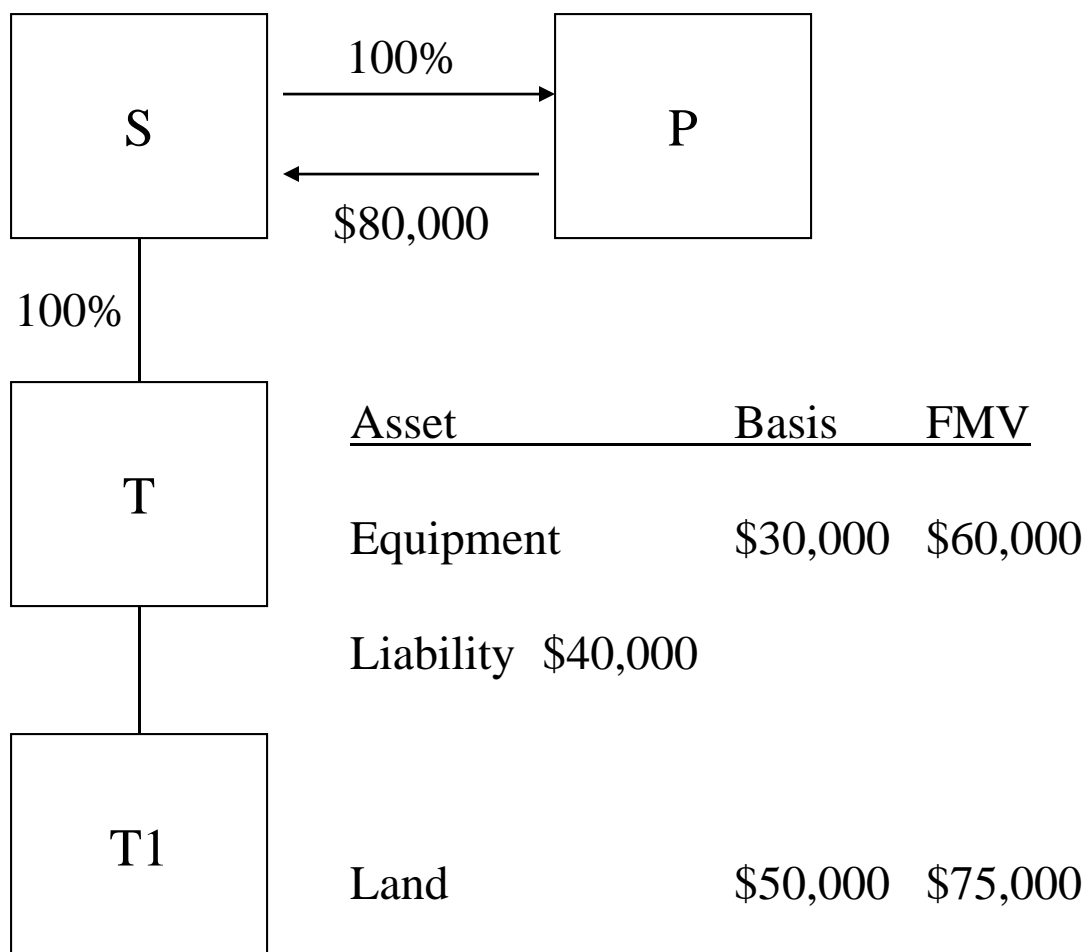 100%
S
P
$80,000
100%
T
Asset Basis FMV
Equipment $30,000 $60,000
Liability $40,000
T1
Land $50,000 $75,000